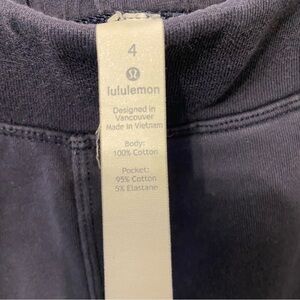 4
lululemon
Designed in
Vancouver
Made in Vietnam
Body:
100% Cotton
Pocket:
95% Cotton
5% Elastane